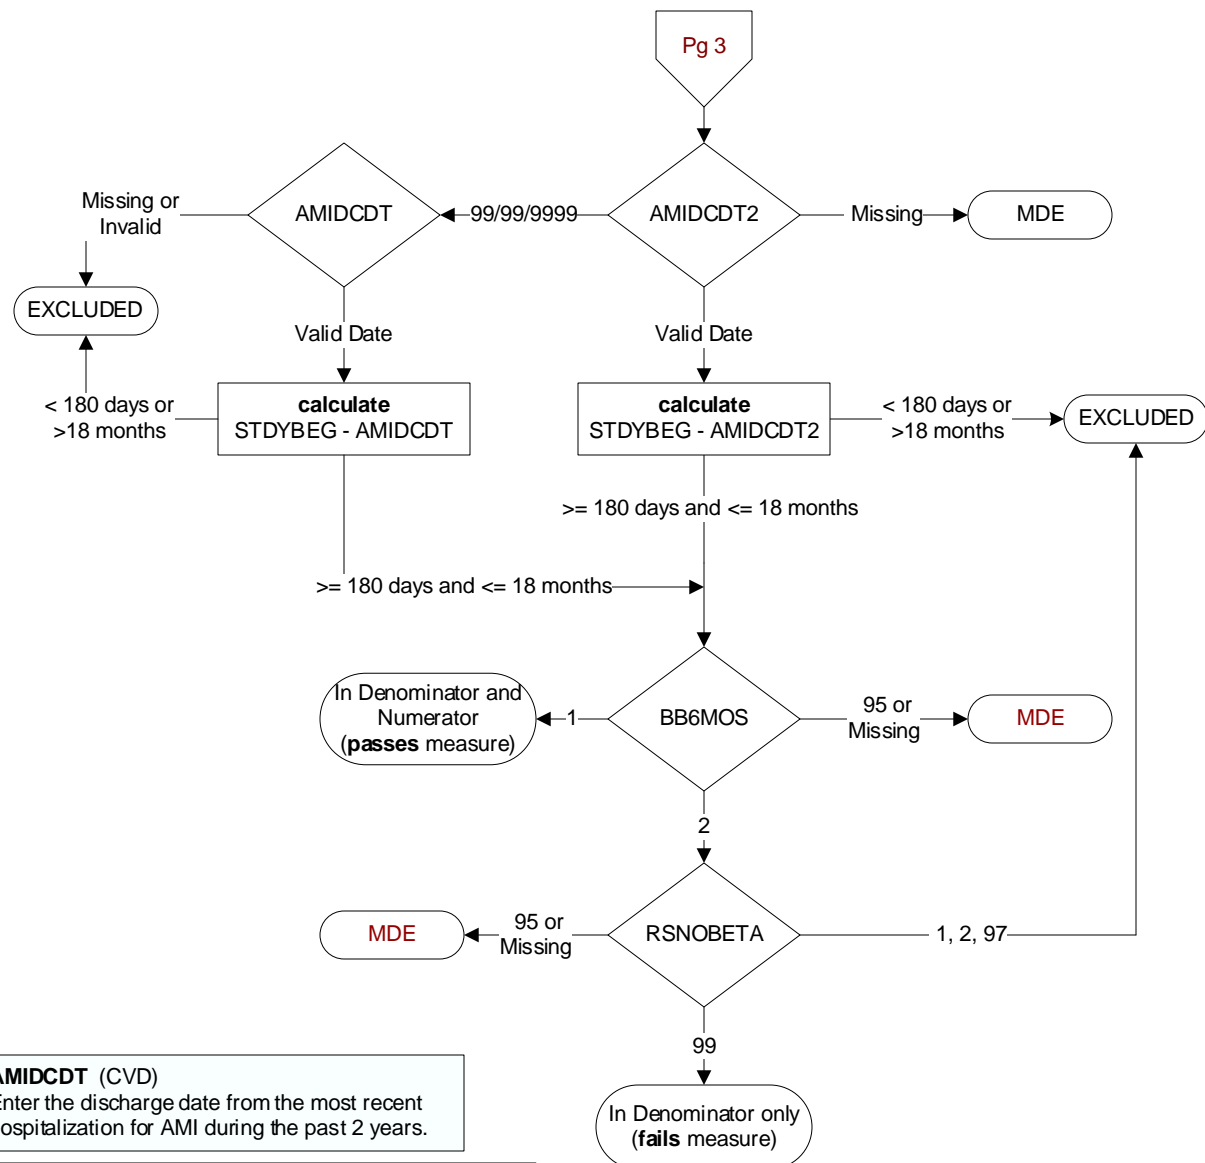 Pg 3
Missing or
Invalid
AMIDCDT
99/99/9999
AMIDCDT2
Missing
MDE
EXCLUDED
Valid Date
Valid Date
< 180 days or
>18 months
calculate
STDYBEG - AMIDCDT
calculate
STDYBEG - AMIDCDT2
< 180 days or
>18 months
EXCLUDED
>= 180 days and <= 18 months
>= 180 days and <= 18 months
In Denominator and
Numerator
(passes measure)
1
BB6MOS
95 or
Missing
MDE
2
MDE
95 or
Missing
RSNOBETA
1, 2, 97
99
In Denominator only
(fails measure)
AMIDCDT (CVD)
Enter the discharge date from the most recent
hospitalization for AMI during the past 2 years.